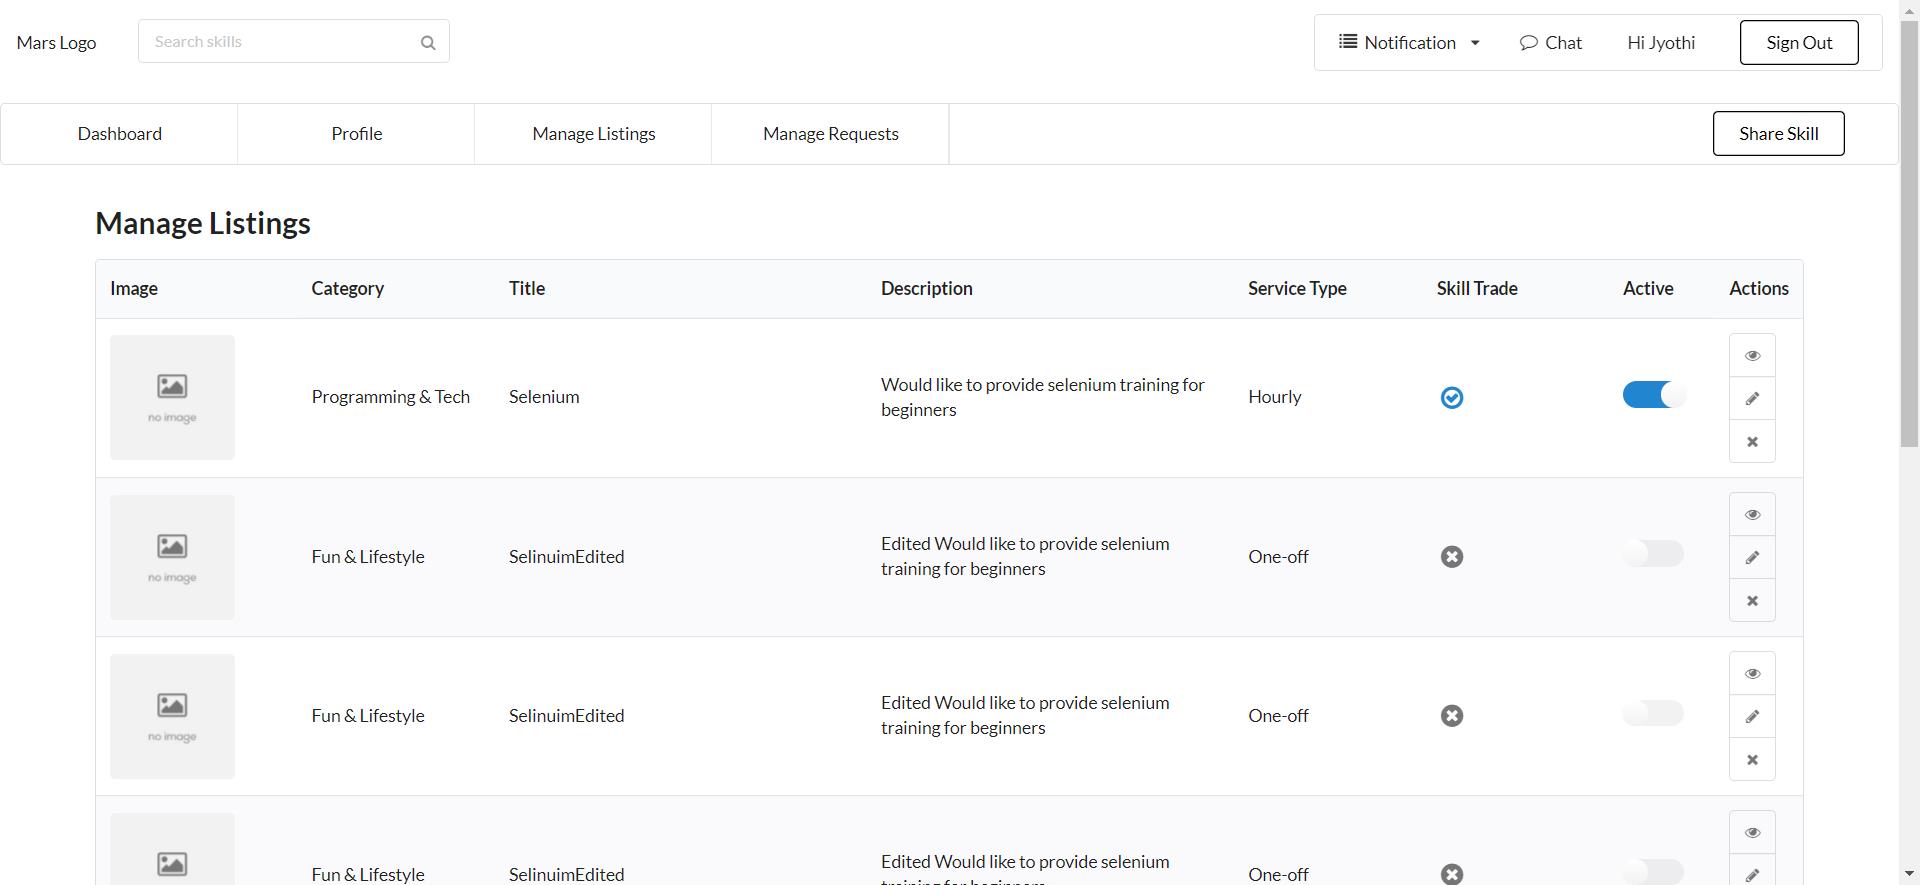 Mars Logo
Search skills
Notification
Chat
Hi Jyothi
Sign Out
Dashboard
Profile
Manage Listings
Manage Requests
Share Skill
Manage Listings
Image Category Title Description Service Type Skill Trade Active Actions
no image
Programming & Tech
Selenium
Would like to provide selenium training for
beginners
Hourly
no image
Fun & Lifestyle
SelinuimEdited
Edited Would like to provide selenium
training for beginners
One-off
no image
Fun & Lifestyle
SelinuimEdited
Edited Would like to provide selenium
training for beginners
One-off
Fun & Lifestyle
SelinuimEdited
Edited Would like to provide selenium
One-off